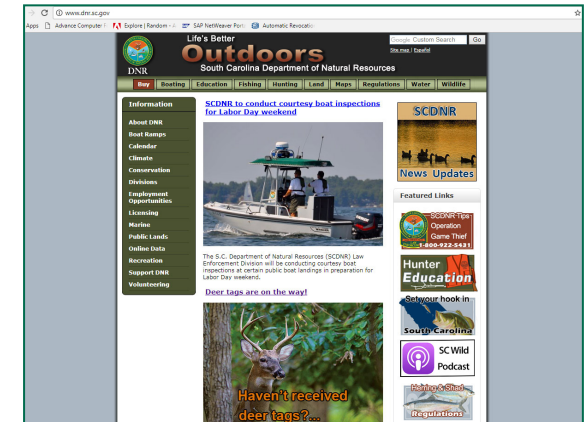 www.dnr.sc.gov
Apps
Advance Computer
Explore | Random - A
SAP NetWeaver Port
Automatic Revocatio
Life's Better
Outdoors
South Carolina Department of Natural Resources
DNR
Google Custom Search
Go
Site map | Español
Buy Boating Education Fishing Hunting Land Maps Regulations Water Wildlife
Information
About DNR
Boat Ramps
Calendar
Climate
Conservation
Divisions
Employment
Opportunities
Licensing
Marine
Public Lands
Online Data
Recreation
Support DNR
Volunteering
SCDNR to conduct courtesy boat inspections
for Labor Day weekend
The S.C. Department of Natural Resources (SCDNR) Law
Enforcement Division will be conducting courtesy boat
inspections at certain public boat landings in preparation for
Labor Day weekend.
Deer tags are on the way!
Haven't received
deer tags?...
SCDNR
News Updates
Featured Links
SCDNR Tips
Operation
Game Thief
1-800-922-5431
Hunter
Education
Set your hook in
South Carolina
SC Wild
Podcast
Herring & Shad
Regulations